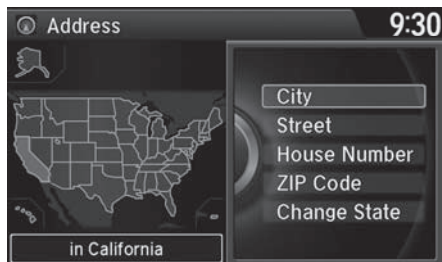 Address
9:30
City
Street
House Number
ZIP Code
Change State
in California